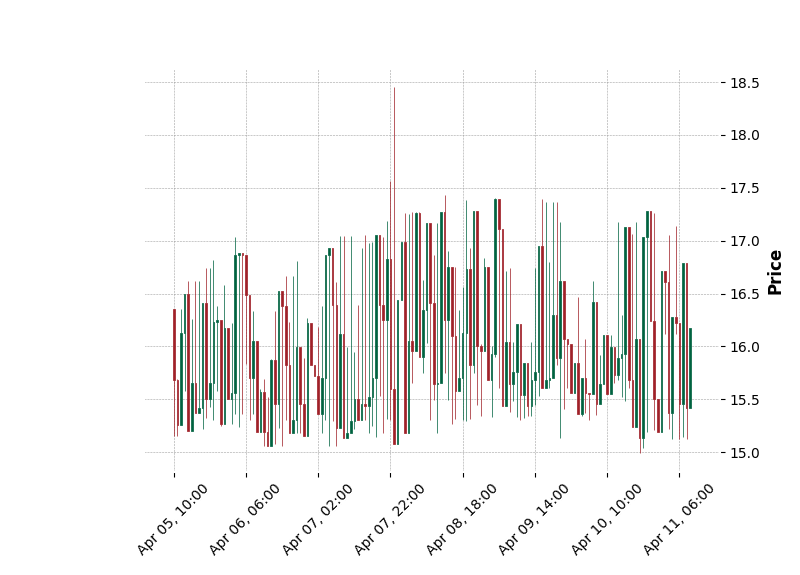 18.5
18.0
17.5
17.0
16.5
16.0
15.5
15.0
Price
Apr 05, 10:00
Apr 06, 06:00
Apr 07, 02:00
Apr 07, 22:00
Apr 08, 18:00
Apr 09, 14:00
Apr 10, 10:00
Apr 11, 06:00